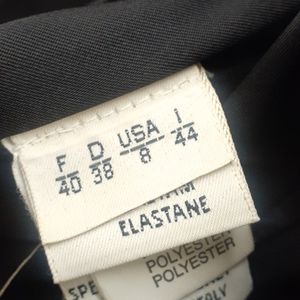 F D USA I
40 38 8 44
ELASTANE
POLYESTER
POLYESTER